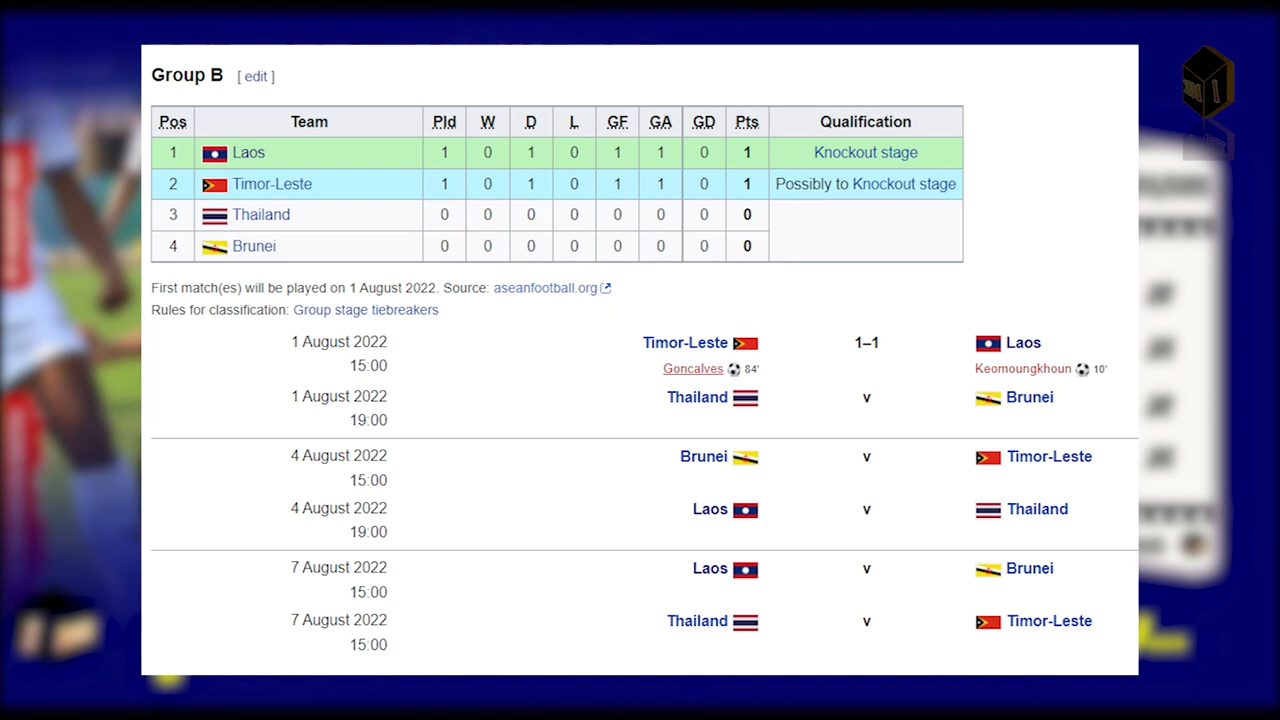 Group B [ edit ]
Pos Team Pld W D L GF GA GD Pts Qualification
1 Laos 1 0 1 0 1 1 0 1 Knockout stage
2 Timor-Leste 1 0 1 0 1 1 0 1 Possibly to Knockout stage
3 Thailand 0 0 0 0 0 0 0 0
4 Brunei 0 0 0 0 0 0 0 0
First match(es) will be played on 1 August 2022. Source: aseanfootball.org
Rules for classification: Group stage tiebreakers
1 August 2022 Timor-Leste 1–1 Laos
15:00 Goncalves 84' Keomoungkhoun 10'
1 August 2022 Thailand v Brunei
19:00
4 August 2022 Brunei v Timor-Leste
15:00
4 August 2022 Laos v Thailand
19:00
7 August 2022 Laos v Brunei
15:00
7 August 2022 Thailand v Timor-Leste
15:00